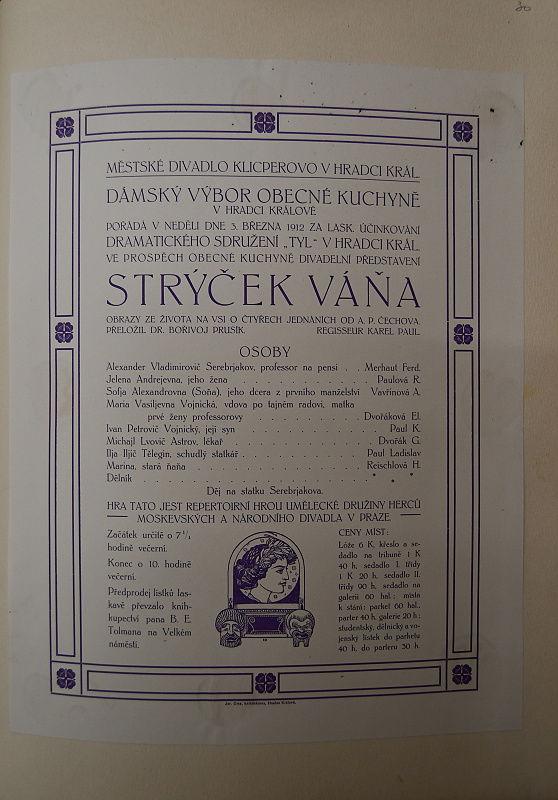 30
MĚSTSKÉ DIVADLO KLICPEROVO V HRADCI KRÁL.
DÁMSKÝ VÝBOR OBECNÉ KUCHYNĚ
V HRADCI KRÁLOVÉ
POŘÁDÁ V NEDĚLI DNE 3. BŘEZNA 1912 ZA LASK. ÚČINKOVÁNÍ
DRAMATICKÉHO SDRUŽENÍ „TYL“ V HRADCI KRÁL.
VE PROSPĚCH OBECNÉ KUCHYNĚ DIVADELNÍ PŘEDSTAVENÍ
STRÝČEK VÁŇA
OBRAZY ZE ŽIVOTA NA VSI O ČTYŘECH JEDNÁNÍCH OD A. P. ČECHOVA.
PŘELOŽIL DR. BOŘIVOJ PRUSÍK. REGISSEUR KAREL PAUL.
OSOBY
Alexander Vladimirovič Serebrjakov, professor na pensi . . Merhaut Ferd.
Jelena Andrejevna, jeho žena . . . . . . . . . . . Paulová R.
Sofja Alexandrovna (Soňa), jeho dcera z prvního manželství Vavřinová A.
Maria Vasiljevna Vojnická, vdova po tajném radovi, matka
prvé ženy professorovy . . . . . . . . . . Dvořáková El.
Ivan Petrovič Vojnický, její syn . . . . . . . . . . . Paul K.
Michajl Lvovič Astrov, lékař . . . . . . . . . . . . Dvořák G.
Ilja Iljič Tělegin, schudlý statkář . . . . . . . . . . Paul Ladislav
Marina, stará ňaňa . . . . . . . . . . . . . . Reischlová H.
Dělník . . . . . . . . . . . . . . . . . * * *
Děj na statku Serebrjakova.
HRA TATO JEST REPERTOIRNÍ HROU UMĚLECKÉ DRUŽINY HERCŮ
MOSKEVSKÝCH A NÁRODNÍHO DIVADLA V PRAZE.
Začátek určitě o 7¼
hodině večerní.
Konec o 10. hodině
večerní.
Předprodej lístků las-
kavě převzalo knih-
kupectví pana B. E.
Tolmana na Velkém
náměstí.
CENY MÍST:
Lóže 6 K, křeslo a se-
dadlo na tribuně 1 K
40 h, sedadlo I. třídy
1 K 20 h, sedadlo II.
třídy 90 h, sedadlo na
galerii 60 hal.; místa
k stání: parket 60 hal.,
parter 40 h, galerie 20 h;
studentský, dělnický a vo-
jenský lístek do parketu
40 h, do parteru 30 h.